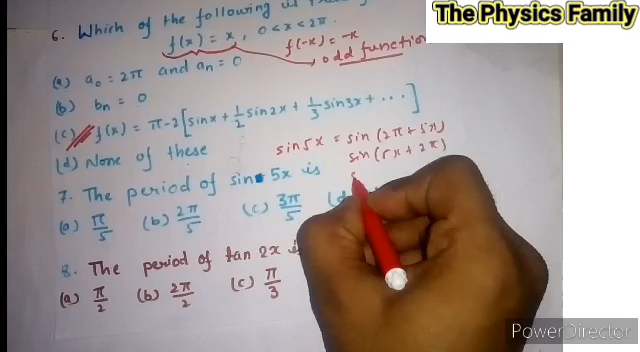 The Physics Family
6. Which of the following is
f(x) = x, 0 < x < 2π.
f(-x) = -x
odd function
(a) a₀ = 2π and aₙ = 0
(b) bₙ = 0
(c) f(x) = π-2[sinx + 1/2 sin2x + 1/3 sin3x + ...]
(d) None of these
sin5x = sin(2π+5x)
sin(5x+2π)
7. The period of sin 5x is
(a) π/5 (b) 2π/5 (c) 3π/5 (d)
8. The period of tan 2x
(a) π/2 (b) 2π/2 (c) π/3
PowerDirector